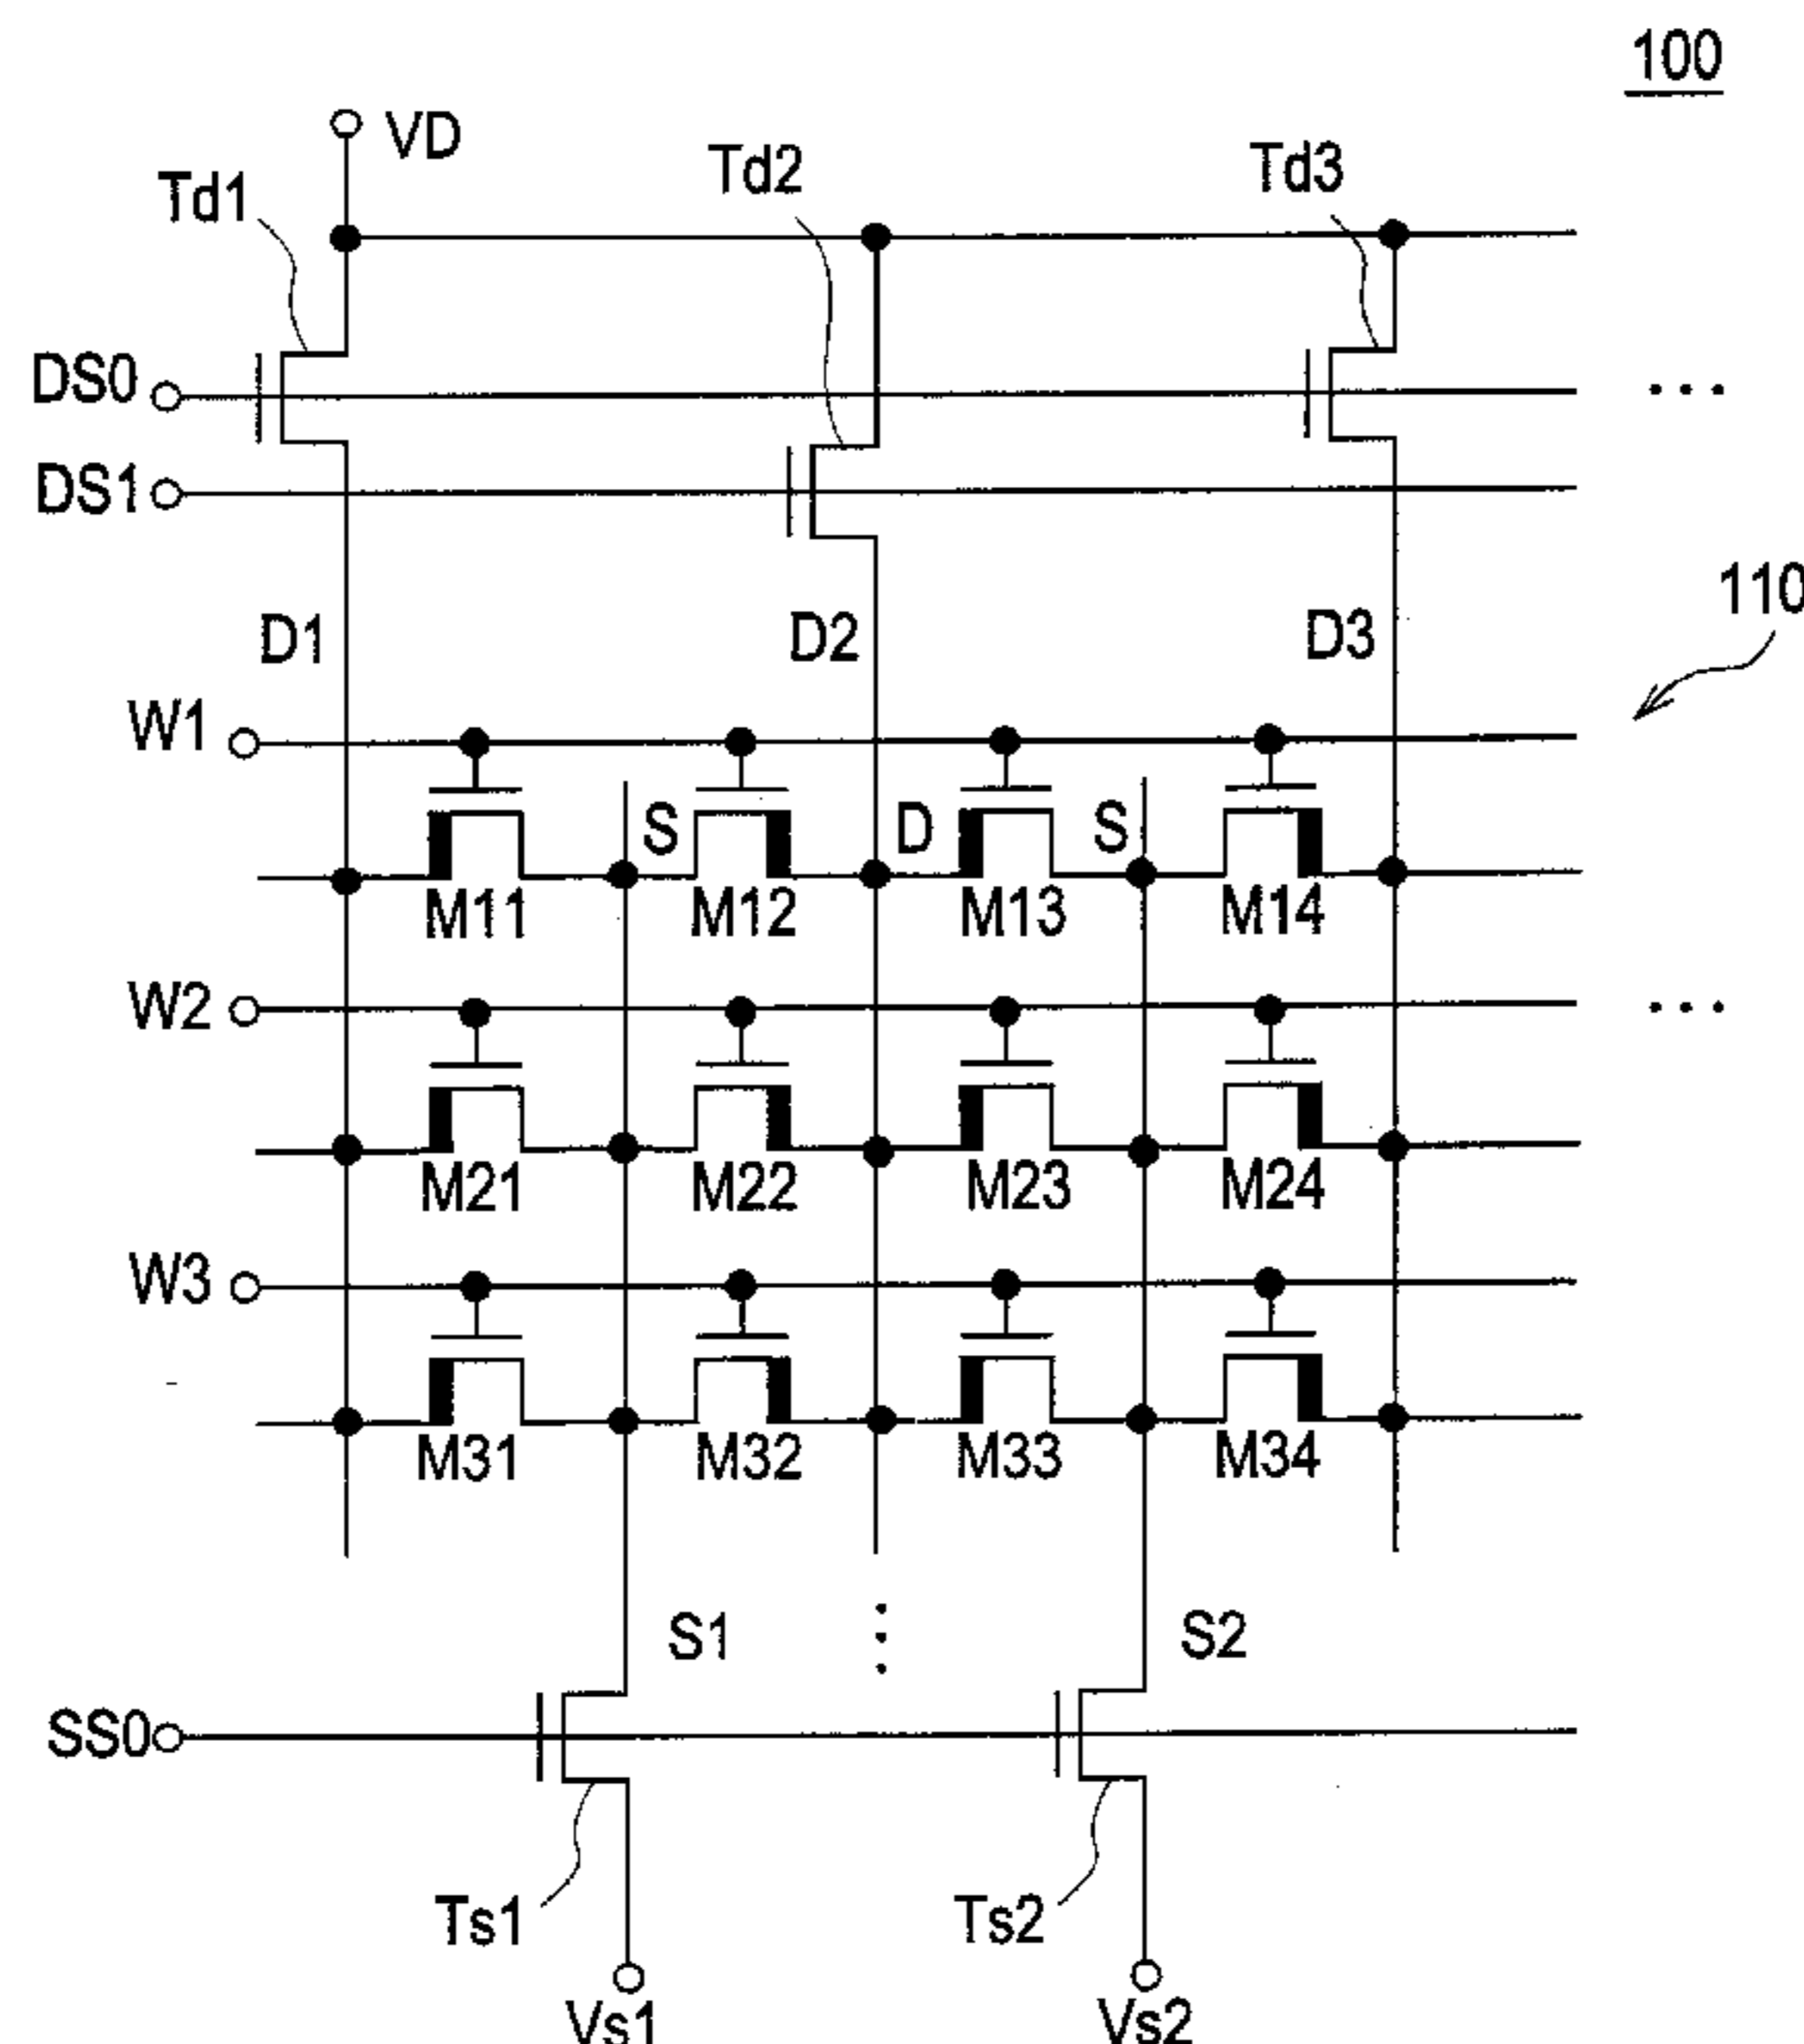 100
VD
Td1 Td2 Td3
DS0 ...
DS1
110
D1 D2 D3
W1
S D S
M11 M12 M13 M14
W2 ...
M21 M22 M23 M24
W3
M31 M32 M33 M34
S1 S2
SS0
Ts1 Ts2
Vs1 Vs2